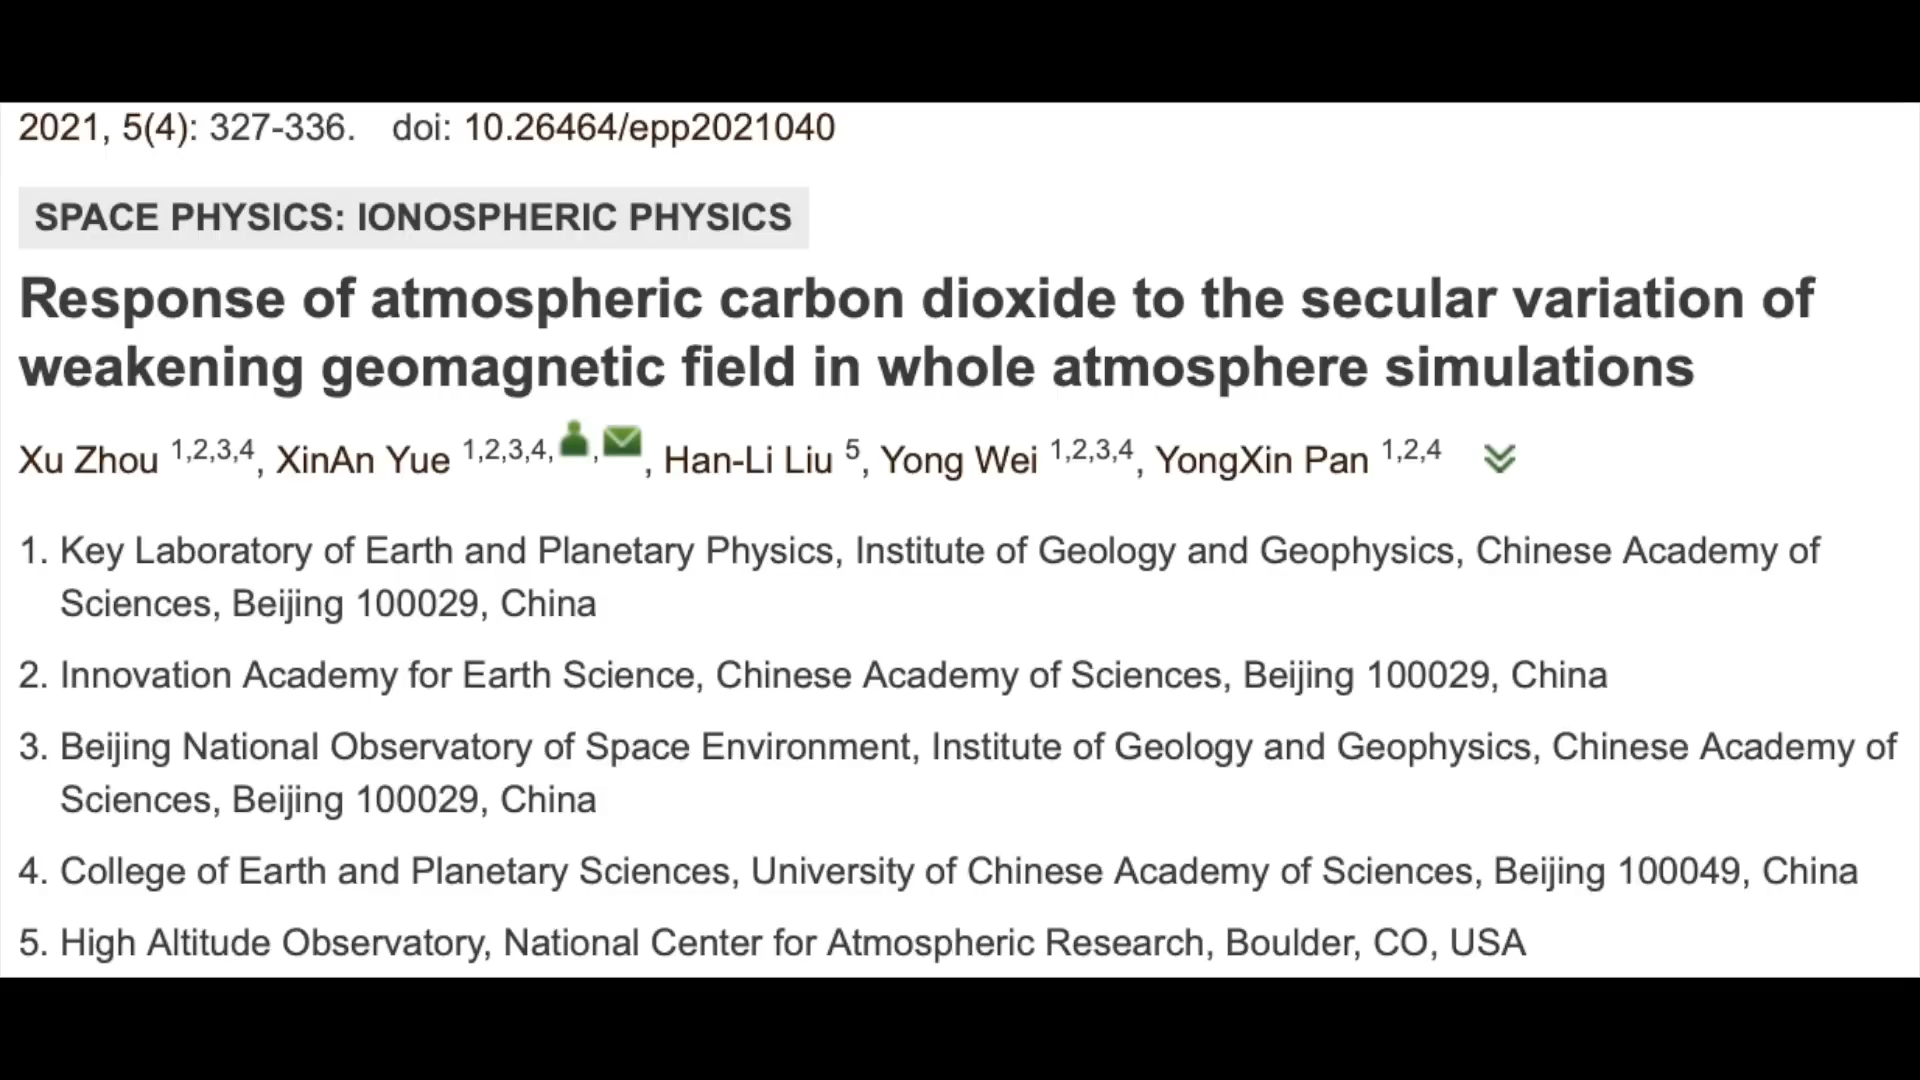 2021, 5(4): 327-336. doi: 10.26464/epp2021040
SPACE PHYSICS: IONOSPHERIC PHYSICS
Response of atmospheric carbon dioxide to the secular variation of
weakening geomagnetic field in whole atmosphere simulations
Xu Zhou 1,2,3,4, XinAn Yue 1,2,3,4, , , Han-Li Liu 5, Yong Wei 1,2,3,4, YongXin Pan 1,2,4
1. Key Laboratory of Earth and Planetary Physics, Institute of Geology and Geophysics, Chinese Academy of
Sciences, Beijing 100029, China
2. Innovation Academy for Earth Science, Chinese Academy of Sciences, Beijing 100029, China
3. Beijing National Observatory of Space Environment, Institute of Geology and Geophysics, Chinese Academy of
Sciences, Beijing 100029, China
4. College of Earth and Planetary Sciences, University of Chinese Academy of Sciences, Beijing 100049, China
5. High Altitude Observatory, National Center for Atmospheric Research, Boulder, CO, USA